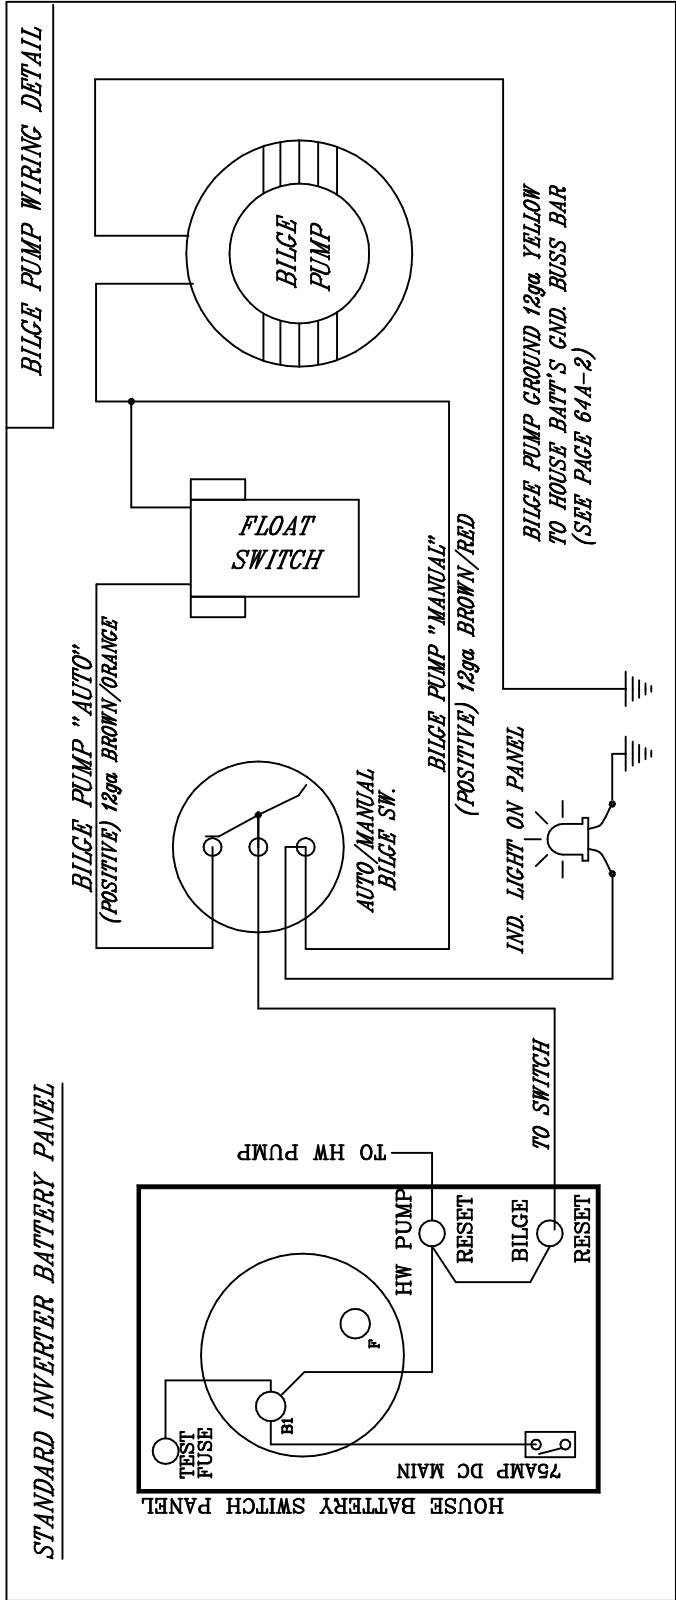 BILGE PUMP WIRING DETAIL
STANDARD INVERTER BATTERY PANEL
BILGE PUMP "AUTO"
(POSITIVE) 12ga BROWN/ORANGE
BILGE
PUMP
FLOAT
SWITCH
AUTO/MANUAL
BILGE SW.
BILGE PUMP "MANUAL"
(POSITIVE) 12ga BROWN/RED
BILGE PUMP GROUND 12ga YELLOW
TO HOUSE BATT'S GND. BUSS BAR
(SEE PAGE 64A-2)
IND. LIGHT ON PANEL
TO SWITCH
TO HW PUMP
HW PUMP
RESET
BILGE
RESET
TEST
FUSE
B1
F
75AMP DC MAIN
HOUSE BATTERY SWITCH PANEL